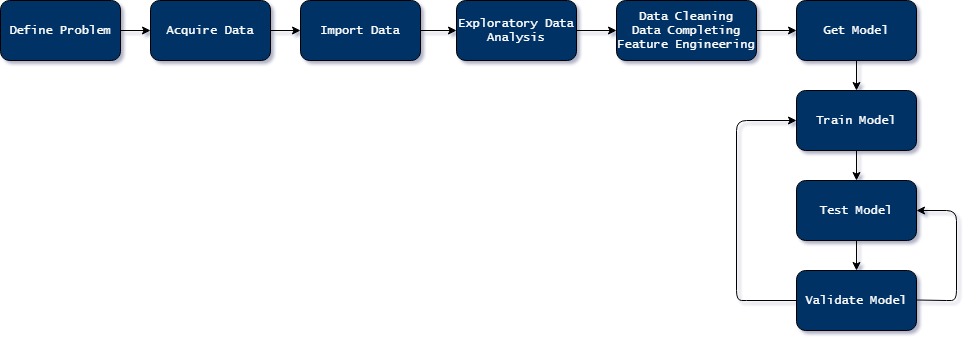 Define Problem
Acquire Data
Import Data
Exploratory Data
Analysis
Data Cleaning
Data Completing
Feature Engineering
Get Model
Train Model
Test Model
Validate Model